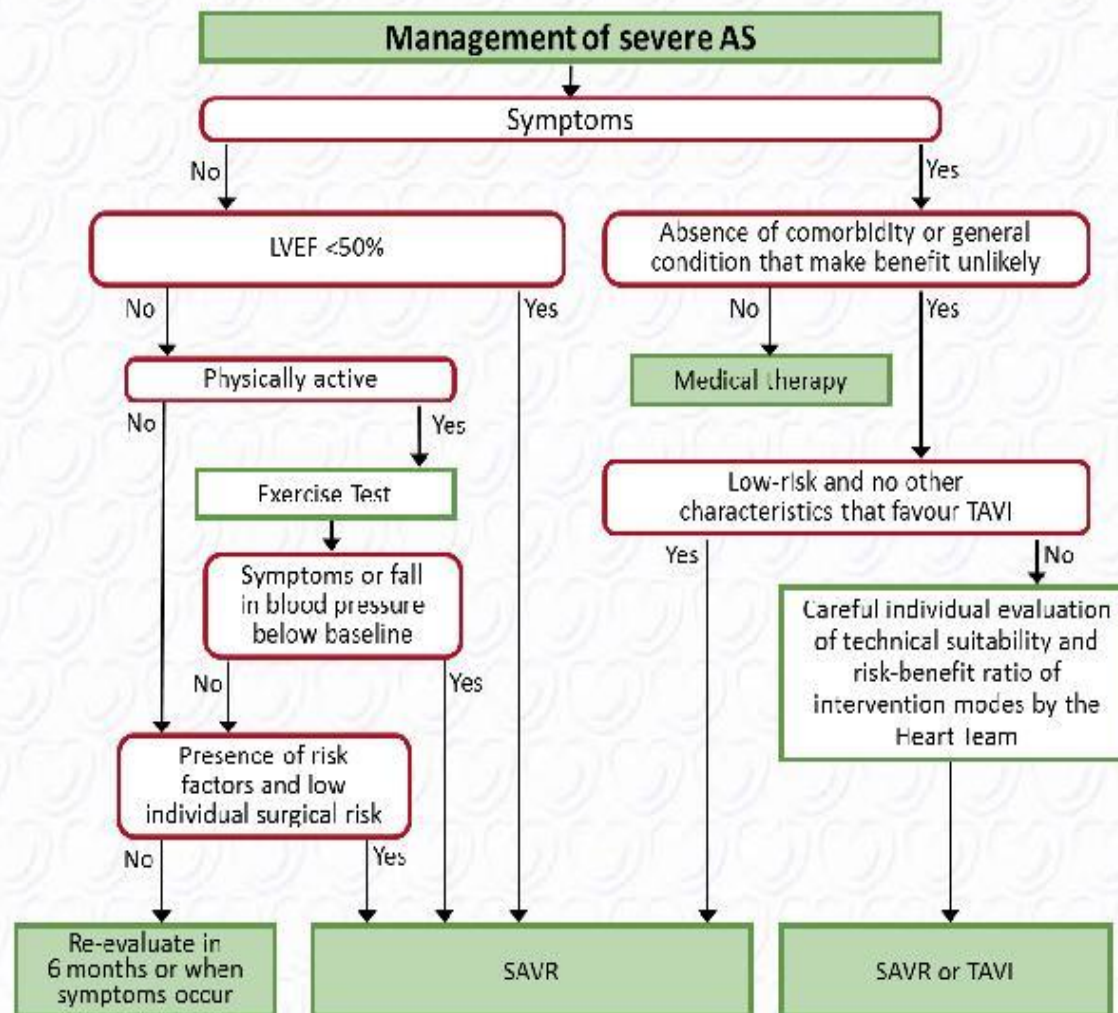 Management of severe AS
Symptoms
No
Yes
LVEF <50%
Absence of comorbidity or general
condition that make benefit unlikely
No
Yes
No
Yes
Physically active
Medical therapy
No
Yes
Exercise Test
Low-risk and no other
characteristics that favour TAVI
Yes
No
Symptoms or fall
in blood pressure
below baseline
Careful individual evaluation
of technical suitability and
risk-benefit ratio of
intervention modes by the
Heart Team
No
Yes
Presence of risk
factors and low
individual surgical risk
No
Yes
Re-evaluate in
6 months or when
symptoms occur
SAVR
SAVR or TAVI